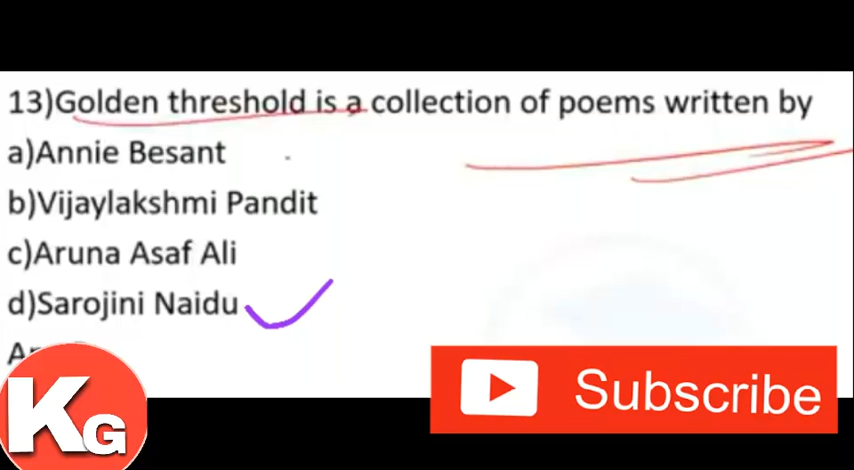 13)Golden threshold is a collection of poems written by
a)Annie Besant
b)Vijaylakshmi Pandit
c)Aruna Asaf Ali
d)Sarojini Naidu
KG
Subscribe